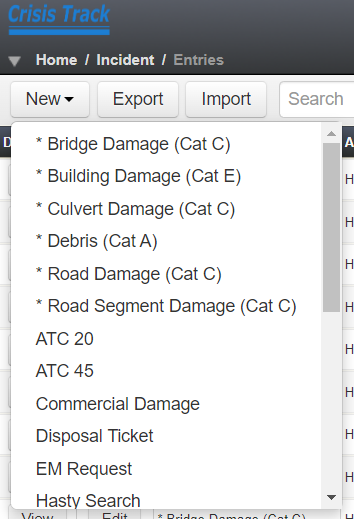 Crisis Track
Home / Incident / Entries
New Export Import Search
D A
* Bridge Damage (Cat C)
* Building Damage (Cat E)
* Culvert Damage (Cat C)
* Debris (Cat A)
* Road Damage (Cat C)
* Road Segment Damage (Cat C)
ATC 20
ATC 45
Commercial Damage
Disposal Ticket
EM Request
Hasty Search
H
H
H
H
H
H
H
H
View Edit * Bridge Damage (Cat C) H